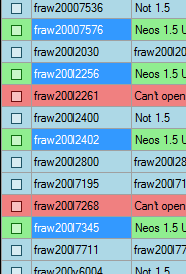 fraw20007536 Not 1.5
fraw20007576 Neos 1.5 U
fraw200l2030 fraw200l20
fraw200l2256 Neos 1.5 U
fraw200l2261 Can't open
fraw200l2400 Not 1.5
fraw200l2402 Neos 1.5 U
fraw200l2800 fraw200l28
fraw200l7195 fraw200l71
fraw200l7268 Can't open
fraw200l7345 Neos 1.5 U
fraw200l7711 fraw200l77
fraw200v6004 Not 1.5